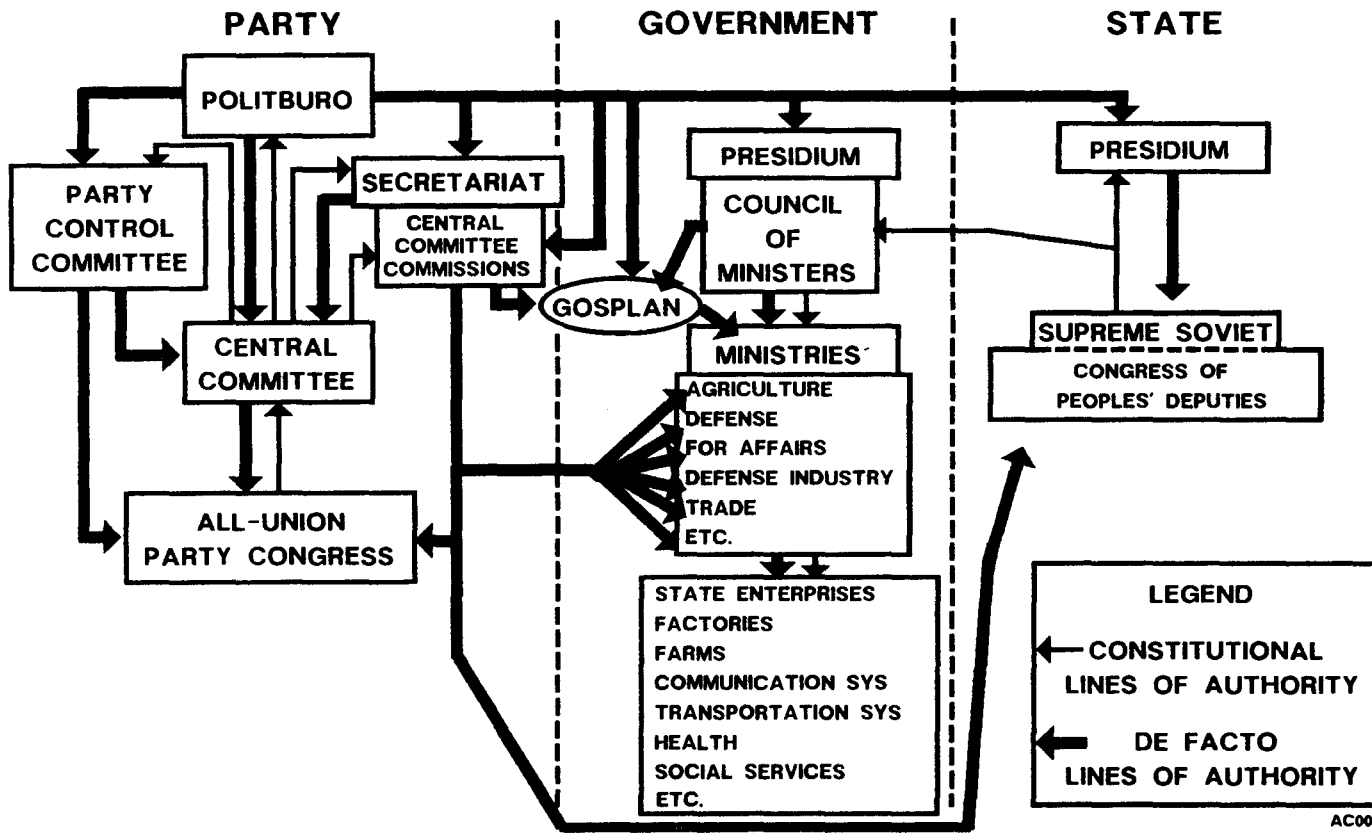 PARTY
GOVERNMENT
STATE
POLITBURO
PARTY
CONTROL
COMMITTEE
SECRETARIAT
CENTRAL
COMMITTEE
COMMISSIONS
CENTRAL
COMMITTEE
ALL-UNION
PARTY CONGRESS
PRESIDIUM
COUNCIL
OF
MINISTERS
GOSPLAN
MINISTRIES
AGRICULTURE
DEFENSE
FOR AFFAIRS
DEFENSE INDUSTRY
TRADE
ETC.
STATE ENTERPRISES
FACTORIES
FARMS
COMMUNICATION SYS
TRANSPORTATION SYS
HEALTH
SOCIAL SERVICES
ETC.
PRESIDIUM
SUPREME SOVIET
CONGRESS OF
PEOPLES' DEPUTIES
LEGEND
CONSTITUTIONAL
LINES OF AUTHORITY
DE FACTO
LINES OF AUTHORITY